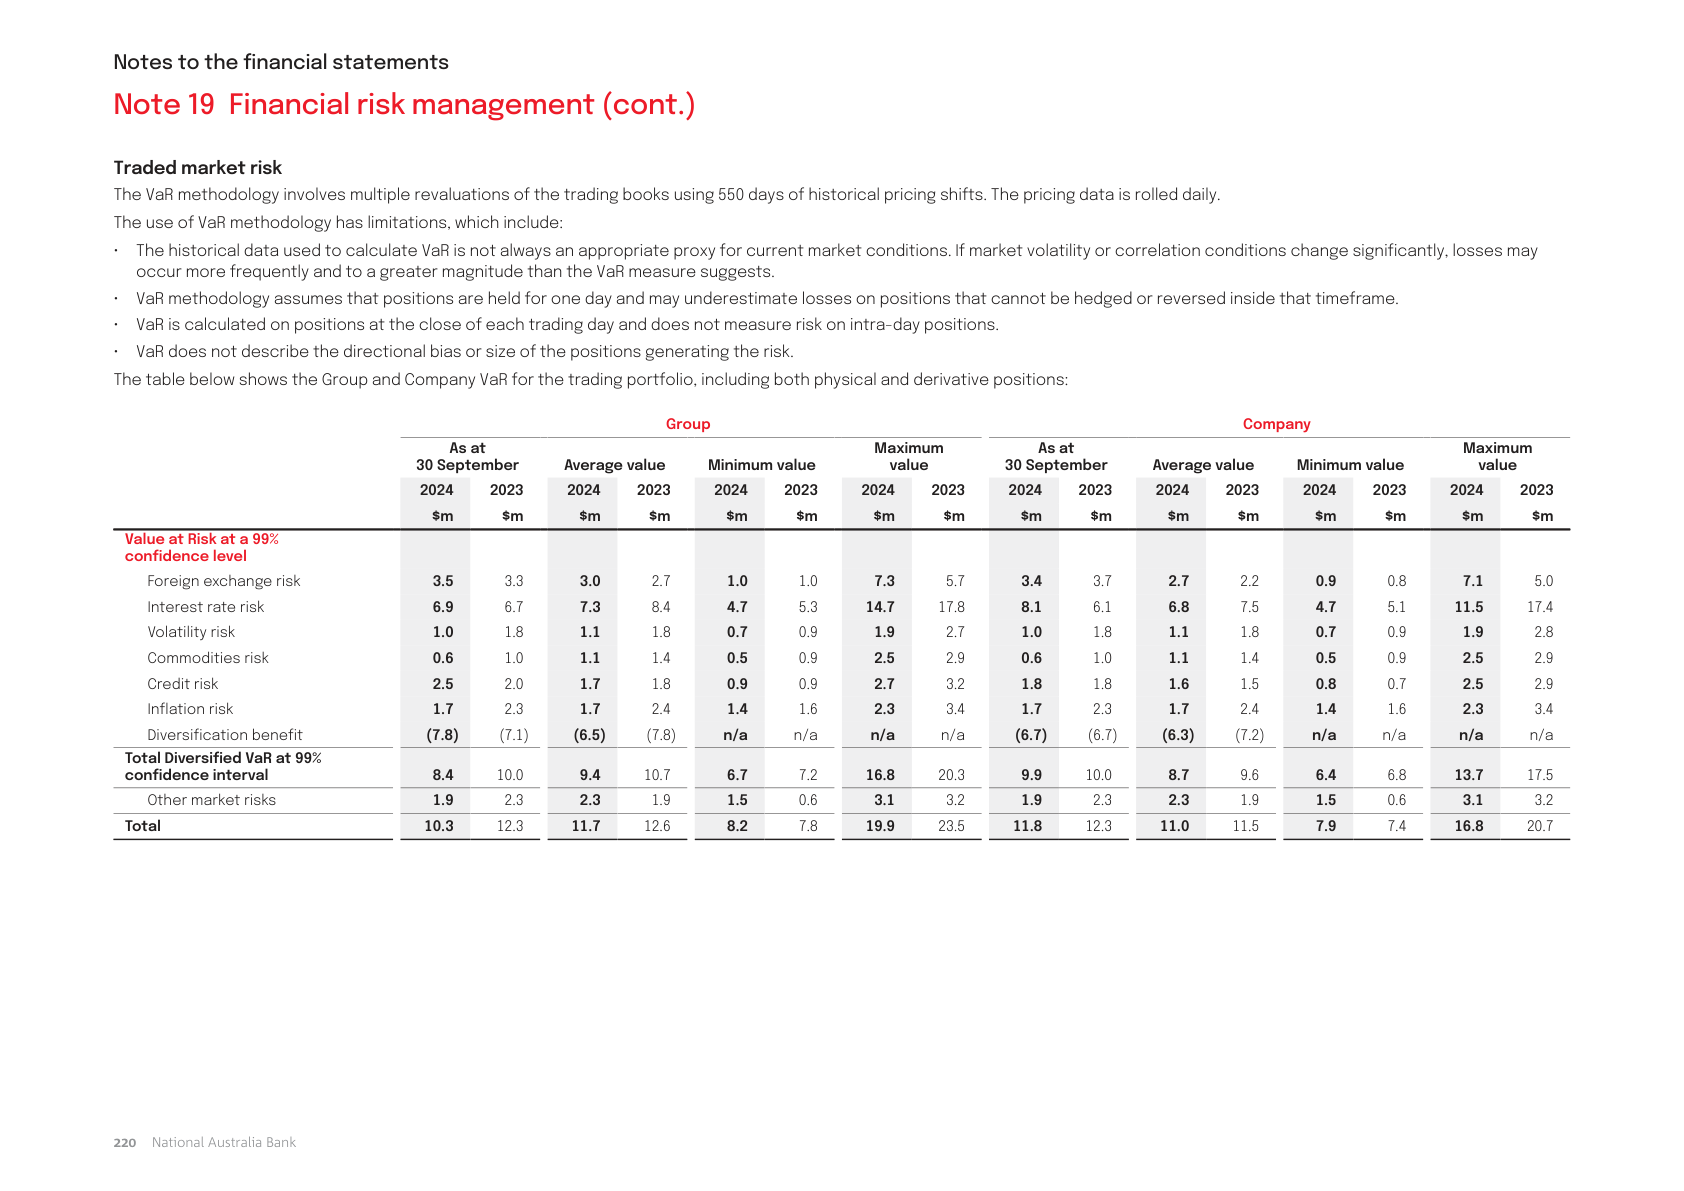 Notes to the financial statements
Note 19 Financial risk management (cont.)
Traded market risk
The VaR methodology involves multiple revaluations of the trading books using 550 days of historical pricing shifts. The pricing data is rolled daily.
The use of VaR methodology has limitations, which include:
• The historical data used to calculate VaR is not always an appropriate proxy for current market conditions. If market volatility or correlation conditions change significantly, losses may
occur more frequently and to a greater magnitude than the VaR measure suggests.
• VaR methodology assumes that positions are held for one day and may underestimate losses on positions that cannot be hedged or reversed inside that timeframe.
• VaR is calculated on positions at the close of each trading day and does not measure risk on intra-day positions.
• VaR does not describe the directional bias or size of the positions generating the risk.
The table below shows the Group and Company VaR for the trading portfolio, including both physical and derivative positions:
Group Company
As at Maximum As at Maximum
30 September Average value Minimum value value 30 September Average value Minimum value value
2024 2023 2024 2023 2024 2023 2024 2023 2024 2023 2024 2023 2024 2023 2024 2023
$m $m $m $m $m $m $m $m $m $m $m $m $m $m $m $m
Value at Risk at a 99%
confidence level
Foreign exchange risk 3.5 3.3 3.0 2.7 1.0 1.0 7.3 5.7 3.4 3.7 2.7 2.2 0.9 0.8 7.1 5.0
Interest rate risk 6.9 6.7 7.3 8.4 4.7 5.3 14.7 17.8 8.1 6.1 6.8 7.5 4.7 5.1 11.5 17.4
Volatility risk 1.0 1.8 1.1 1.8 0.7 0.9 1.9 2.7 1.0 1.8 1.1 1.8 0.7 0.9 1.9 2.8
Commodities risk 0.6 1.0 1.1 1.4 0.5 0.9 2.5 2.9 0.6 1.0 1.1 1.4 0.5 0.9 2.5 2.9
Credit risk 2.5 2.0 1.7 1.8 0.9 0.9 2.7 3.2 1.8 1.8 1.6 1.5 0.8 0.7 2.5 2.9
Inflation risk 1.7 2.3 1.7 2.4 1.4 1.6 2.3 3.4 1.7 2.3 1.7 2.4 1.4 1.6 2.3 3.4
Diversification benefit (7.8) (7.1) (6.5) (7.8) n/a n/a n/a n/a (6.7) (6.7) (6.3) (7.2) n/a n/a n/a n/a
Total Diversified VaR at 99%
confidence interval 8.4 10.0 9.4 10.7 6.7 7.2 16.8 20.3 9.9 10.0 8.7 9.6 6.4 6.8 13.7 17.5
Other market risks 1.9 2.3 2.3 1.9 1.5 0.6 3.1 3.2 1.9 2.3 2.3 1.9 1.5 0.6 3.1 3.2
Total 10.3 12.3 11.7 12.6 8.2 7.8 19.9 23.5 11.8 12.3 11.0 11.5 7.9 7.4 16.8 20.7
220 National Australia Bank